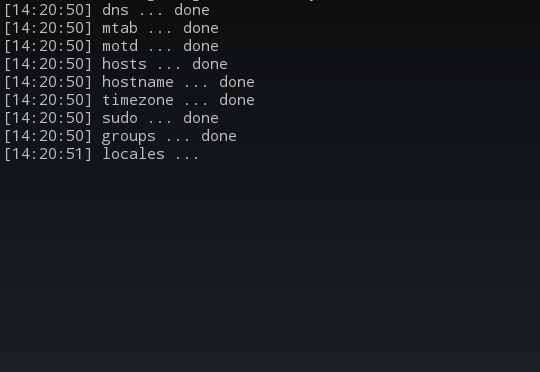 [14:20:50] dns ... done
[14:20:50] mtab ... done
[14:20:50] motd ... done
[14:20:50] hosts ... done
[14:20:50] hostname ... done
[14:20:50] timezone ... done
[14:20:50] sudo ... done
[14:20:50] groups ... done
[14:20:51] locales ...